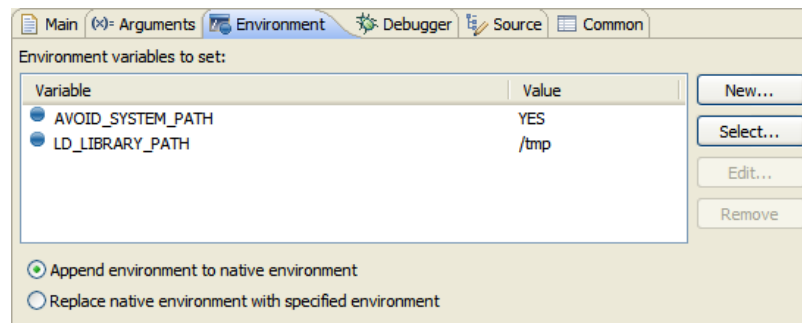 Main (x)= Arguments Environment Debugger Source Common
Environment variables to set:
Variable Value New...
AVOID_SYSTEM_PATH YES
LD_LIBRARY_PATH /tmp Select...
Edit...
Remove
Append environment to native environment
Replace native environment with specified environment